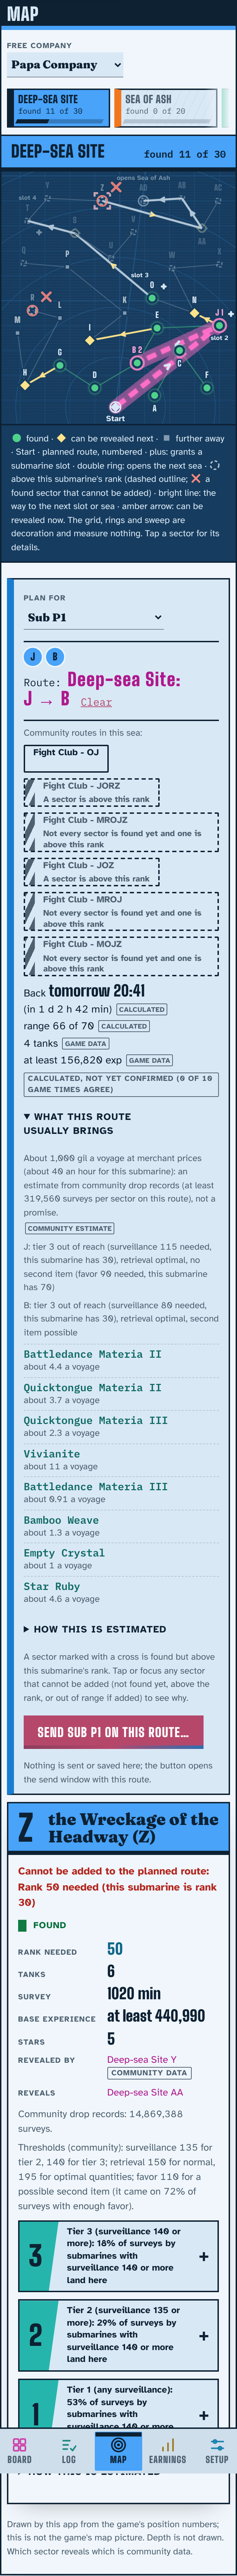 MAP
FREE COMPANY
Papa Company
DEEP-SEA SITE
found 11 of 30
SEA OF ASH
found 0 of 20
DEEP-SEA SITE
found 11 of 30
opens Sea of Ash
Y
Z
AD
AB
AC
slot 4
T
S
V
U
AA
Q
P
W
X
slot 3
R
L
K
O
N
J 1
M
I
E
slot 2
B 2
G
C
H
D
F
A
Start
found · can be revealed next · further away
· Start · planned route, numbered · plus: grants a
submarine slot · double ring: opens the next sea ·
above this submarine's rank (dashed outline; a
found sector that cannot be added) · bright line: the
way to the next slot or sea · amber arrow: can be
revealed now. The grid, rings and sweep are
decoration and measure nothing. Tap a sector for its
details.
PLAN FOR
Sub P1
J B
Route: Deep-sea Site:
J → B Clear
Community routes in this sea:
Fight Club - OJ
Fight Club - JORZ
A sector is above this rank
Fight Club - MROJZ
Not every sector is found yet and one is
above this rank
Fight Club - JOZ
A sector is above this rank
Fight Club - MROJ
Not every sector is found yet and one is
above this rank
Fight Club - MOJZ
Not every sector is found yet and one is
above this rank
Back tomorrow 20:41
(in 1 d 2 h 42 min) CALCULATED
range 66 of 70 CALCULATED
4 tanks GAME DATA
at least 156,820 exp GAME DATA
CALCULATED, NOT YET CONFIRMED (0 OF 10
GAME TIMES AGREE)
▼ WHAT THIS ROUTE
USUALLY BRINGS
About 1,000 gil a voyage at merchant prices
(about 40 an hour for this submarine): an
estimate from community drop records (at least
319,560 surveys per sector on this route), not a
promise.
COMMUNITY ESTIMATE
J: tier 3 out of reach (surveillance 115 needed,
this submarine has 30), retrieval optimal, no
second item (favor 90 needed, this submarine
has 70)
B: tier 3 out of reach (surveillance 80 needed,
this submarine has 30), retrieval optimal, second
item possible
Battledance Materia II
about 4.4 a voyage
Quicktongue Materia II
about 3.7 a voyage
Quicktongue Materia III
about 2.3 a voyage
Vivianite
about 11 a voyage
Battledance Materia III
about 0.91 a voyage
Bamboo Weave
about 1.3 a voyage
Empty Crystal
about 1 a voyage
Star Ruby
about 4.6 a voyage
▶ HOW THIS IS ESTIMATED
A sector marked with a cross is found but above
this submarine's rank. Tap or focus any sector
that cannot be added (not found yet, above the
rank, or out of range if added) to see why.
SEND SUB P1 ON THIS ROUTE…
Nothing is sent or saved here; the button opens
the send window with this route.
Z the Wreckage of the
Headway (Z)
Cannot be added to the planned route:
Rank 50 needed (this submarine is rank
30)
FOUND
RANK NEEDED 50
TANKS 6
SURVEY 1020 min
BASE EXPERIENCE at least 440,990
STARS 5
REVEALED BY Deep-sea Site Y
COMMUNITY DATA
REVEALS Deep-sea Site AA
Community drop records: 14,869,388
surveys.
Thresholds (community): surveillance 135 for
tier 2, 140 for tier 3; retrieval 150 for normal,
195 for optimal quantities; favor 110 for a
possible second item (it came on 72% of
surveys with enough favor).
3 Tier 3 (surveillance 140 or
more): 18% of surveys by
submarines with
surveillance 140 or more
land here +
2 Tier 2 (surveillance 135 or
more): 29% of surveys by
submarines with
surveillance 140 or more
land here +
1 Tier 1 (any surveillance):
53% of surveys by
submarines with
surveillance 140 or more +
BOARD LOG MAP EARNINGS SETUP
Drawn by this app from the game's position numbers;
this is not the game's map picture. Depth is not drawn.
Which sector reveals which is community data.